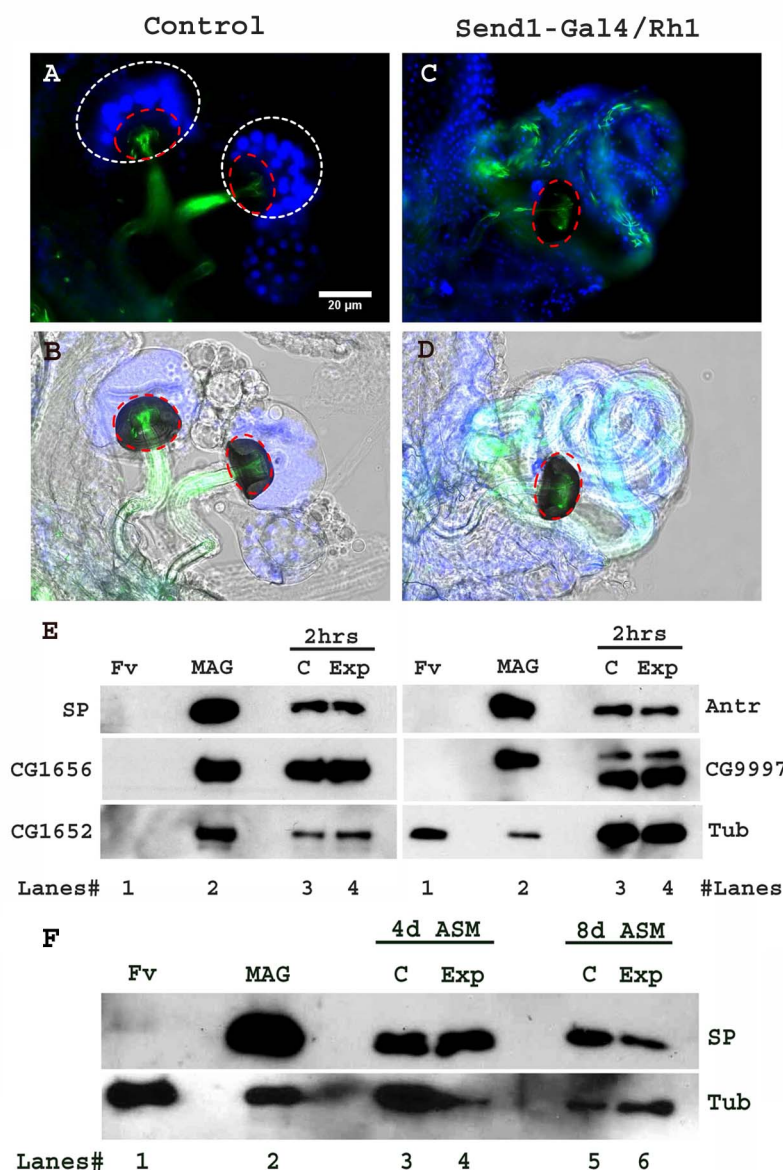 Control
Send1-Gal4/Rh1
A
C
20 µm
B
D
E
2hrs
2hrs
Fv MAG C Exp
Fv MAG C Exp
SP
Antr
CG1656
CG9997
CG1652
Tub
Lanes# 1 2 3 4
1 2 3 4 #Lanes
F
4d ASM 8d ASM
Fv MAG C Exp C Exp
SP
Tub
Lanes# 1 2 3 4 5 6